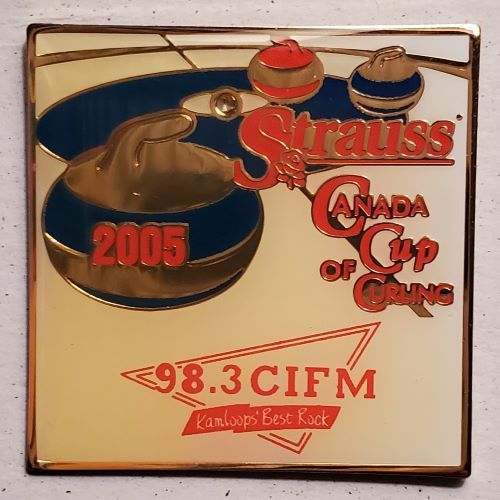 Strauss
CANADA
CUP
OF
CURLING
2005
98.3 CIFM
Kamloops' Best Rock